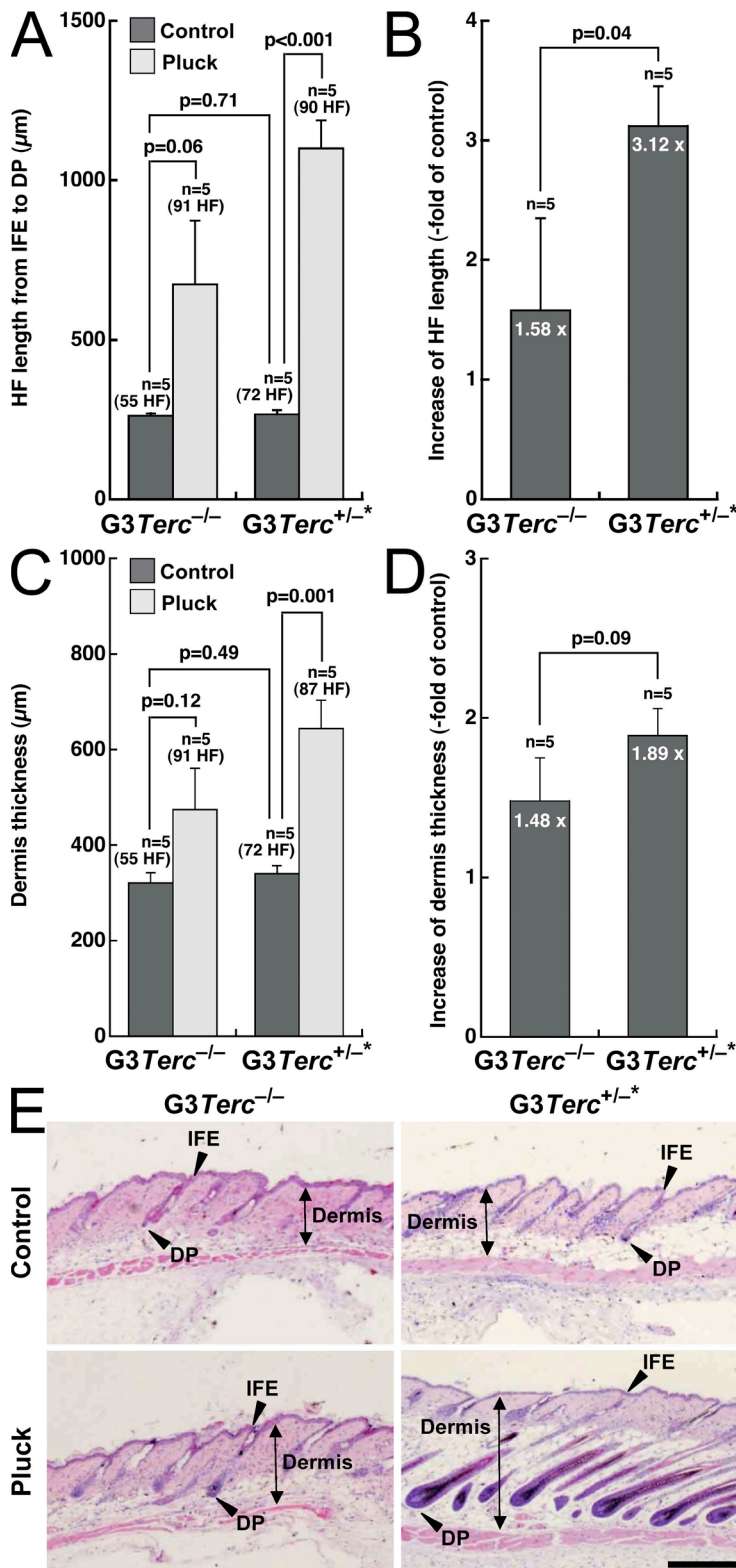 A
HF length from IFE to DP (µm)
1500
1000
500
0
Control
Pluck
p<0.001
p=0.71
p=0.06
n=5
(90 HF)
n=5
(91 HF)
n=5
(55 HF)
n=5
(72 HF)
G3Terc–/–
G3Terc+/–*
B
Increase of HF length (-fold of control)
4
3
2
1
0
p=0.04
n=5
n=5
3.12 x
1.58 x
G3Terc–/–
G3Terc+/–*
C
Dermis thickness (µm)
1000
800
600
400
200
0
Control
Pluck
p=0.001
p=0.49
p=0.12
n=5
(87 HF)
n=5
(91 HF)
n=5
(55 HF)
n=5
(72 HF)
G3Terc–/–
G3Terc+/–*
D
Increase of dermis thickness (-fold of control)
3
2
1
0
p=0.09
n=5
n=5
1.89 x
1.48 x
G3Terc–/–
G3Terc+/–*
E
G3Terc–/–
G3Terc+/–*
Control
IFE
Dermis
DP
IFE
Dermis
DP
Pluck
IFE
Dermis
DP
IFE
Dermis
DP